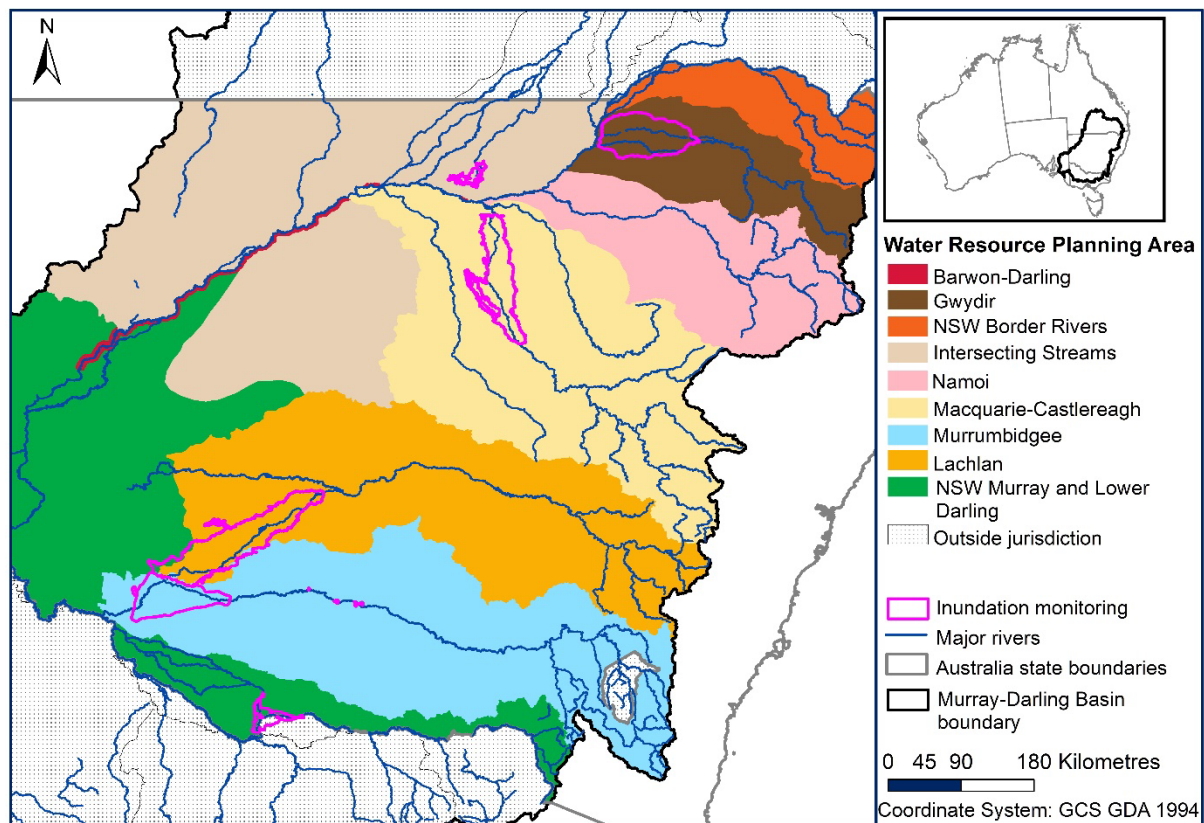 N
Water Resource Planning Area
Barwon-Darling
Gwydir
NSW Border Rivers
Intersecting Streams
Namoi
Macquarie-Castlereagh
Murrumbidgee
Lachlan
NSW Murray and Lower
Darling
Outside jurisdiction
Inundation monitoring
Major rivers
Australia state boundaries
Murray-Darling Basin
boundary
0 45 90 180 Kilometres
Coordinate System: GCS GDA 1994